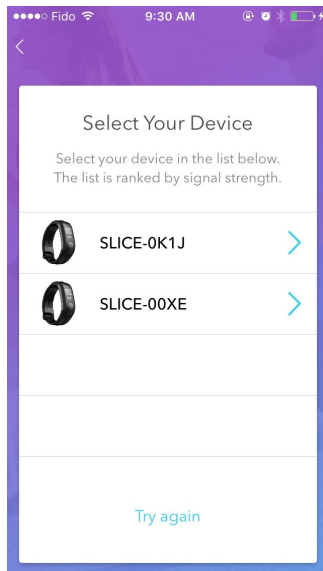 Fido 9:30 AM
Select Your Device
Select your device in the list below.
The list is ranked by signal strength.
SLICE-0K1J
SLICE-00XE
Try again